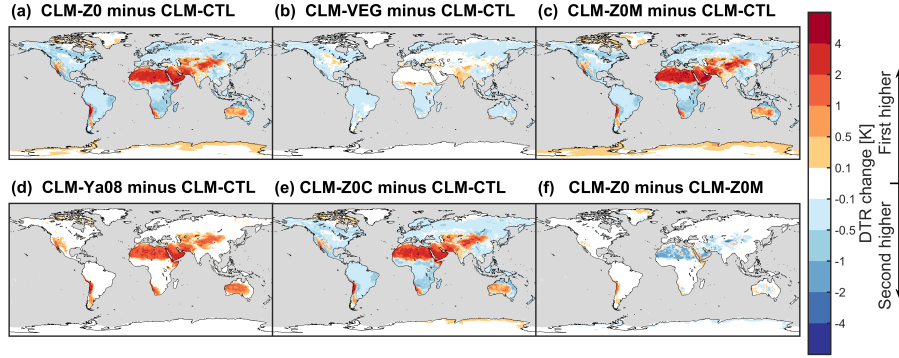 (a) CLM-Z0 minus CLM-CTL
(b) CLM-VEG minus CLM-CTL
(c) CLM-Z0M minus CLM-CTL
(d) CLM-Ya08 minus CLM-CTL
(e) CLM-Z0C minus CLM-CTL
(f) CLM-Z0 minus CLM-Z0M
4
2
1
0.5
0.1
-0.1
-0.5
-1
-2
-4
DTR change [K]
Second higher
First higher